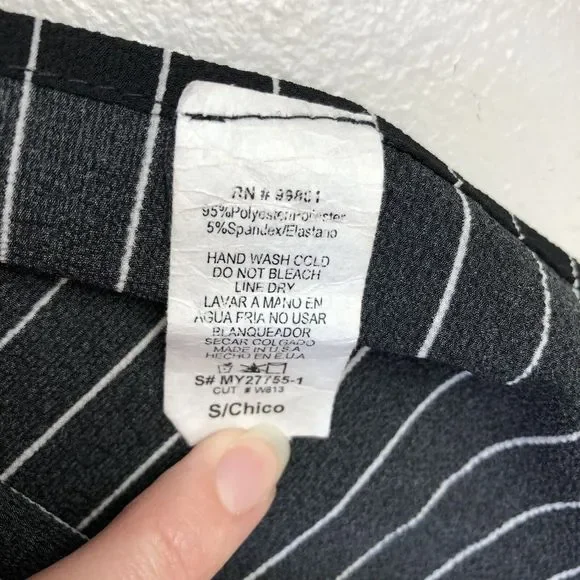 RN # 99801
95%Polyester/Poliester
5%Spandex/Elastano
HAND WASH COLD
DO NOT BLEACH
LINE DRY
LAVAR A MANO EN
AGUA FRIA NO USAR
BLANQUEADOR
SECAR COLGADO
MADE IN U.S.A
HECHO EN E.U.A
S# MY27755-1
CUT # W813
S/Chico